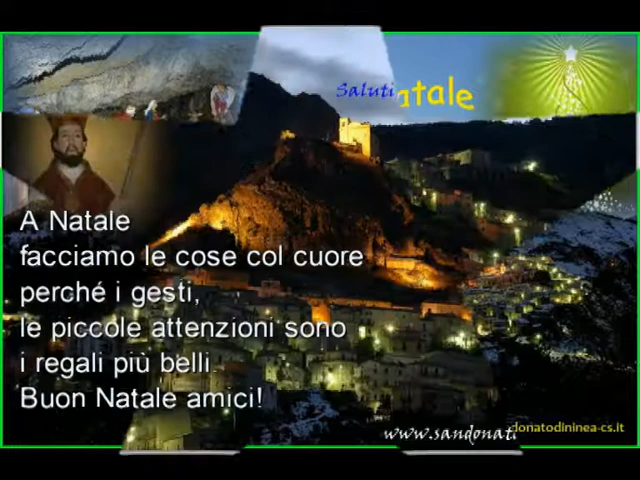 Saluti
atale
A Natale
facciamo le cose col cuore
perché i gesti,
le piccole attenzioni sono
i regali più belli.
Buon Natale amici!
www.sandonat
donatodininea-cs.it